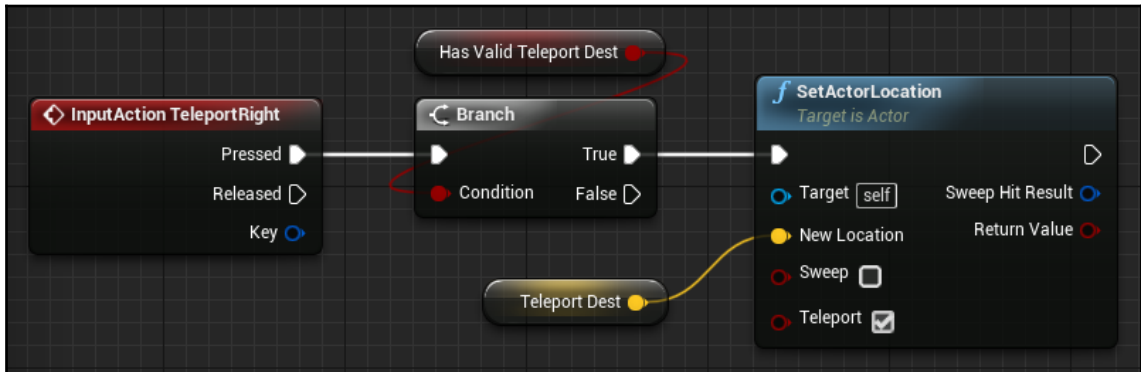 Has Valid Teleport Dest
InputAction TeleportRight
Pressed
Released
Key
Branch
True
Condition
False
SetActorLocation
Target is Actor
Target self
Sweep Hit Result
New Location
Return Value
Sweep
Teleport
Teleport Dest